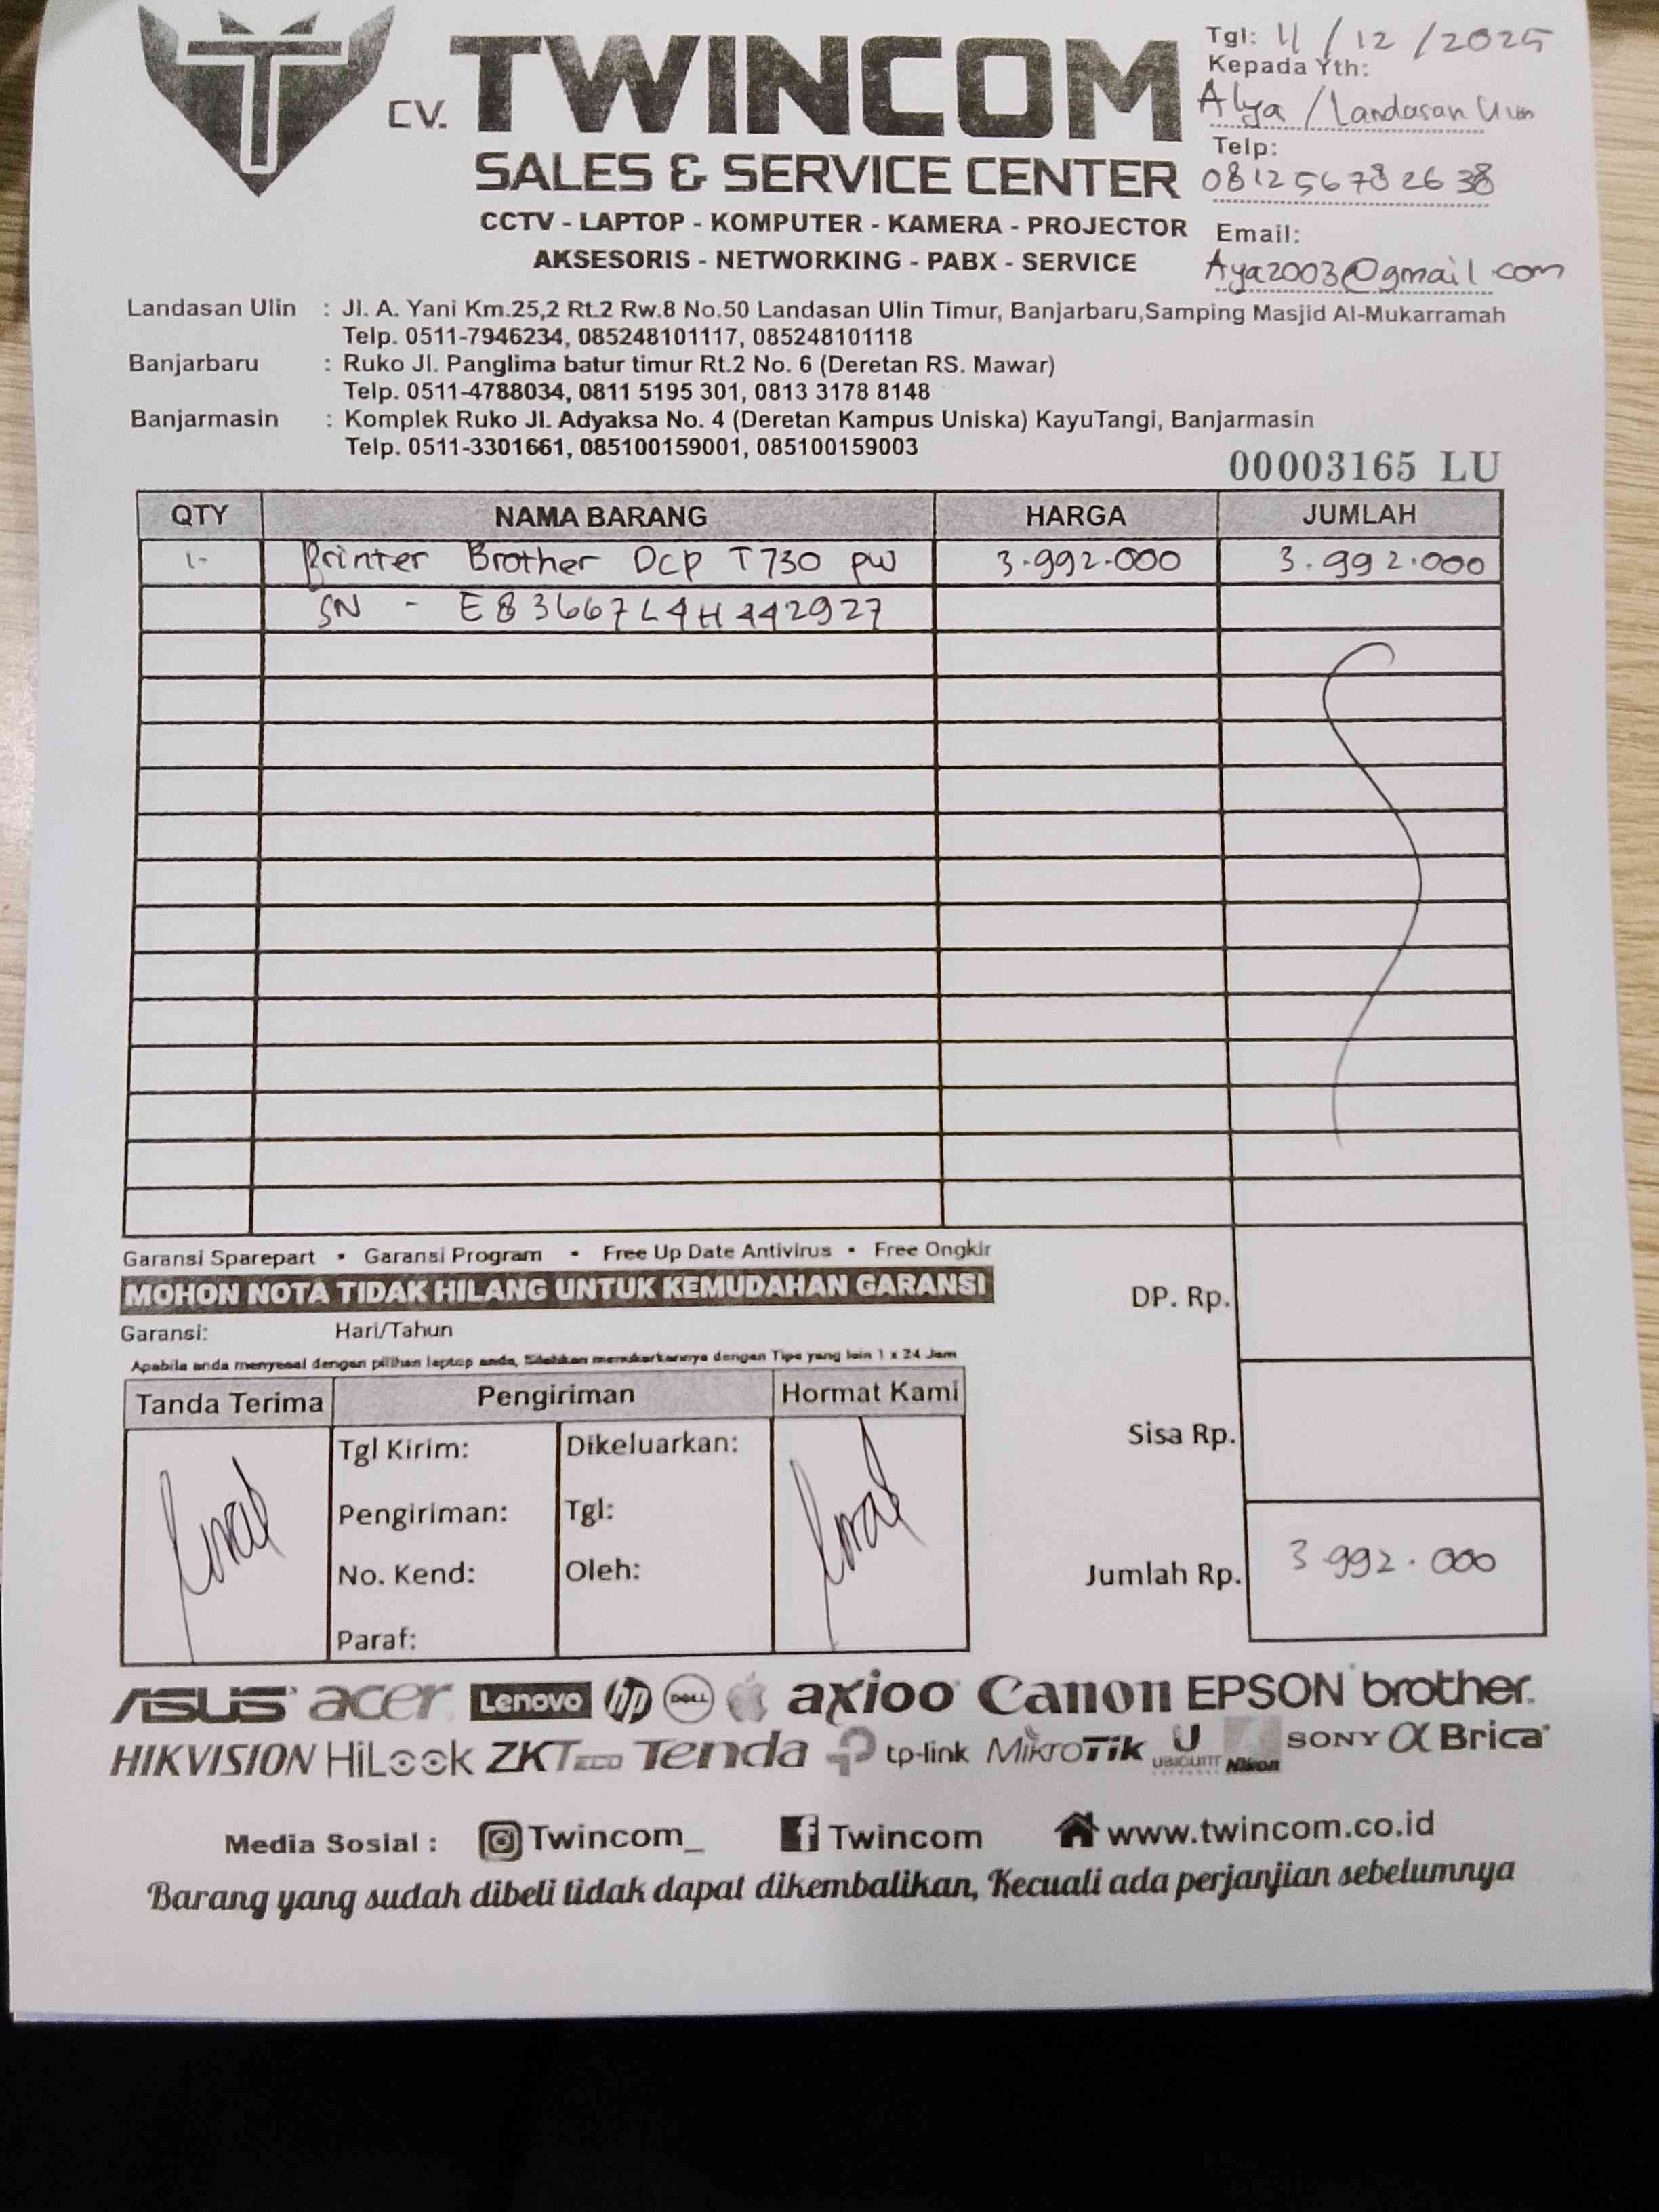 CV. TWINCOM
SALES & SERVICE CENTER
CCTV - LAPTOP - KOMPUTER - KAMERA - PROJECTOR
AKSESORIS - NETWORKING - PABX - SERVICE
Tgl: 11 / 12 / 2025
Kepada Yth:
Alya / Landasan Ulin
Telp:
081256782638
Email:
Aya2003@gmail.com
Landasan Ulin : Jl. A. Yani Km.25,2 Rt.2 Rw.8 No.50 Landasan Ulin Timur, Banjarbaru,Samping Masjid Al-Mukarramah
Telp. 0511-7946234, 085248101117, 085248101118
Banjarbaru : Ruko Jl. Panglima batur timur Rt.2 No. 6 (Deretan RS. Mawar)
Telp. 0511-4788034, 0811 5195 301, 0813 3178 8148
Banjarmasin : Komplek Ruko Jl. Adyaksa No. 4 (Deretan Kampus Uniska) KayuTangi, Banjarmasin
Telp. 0511-3301661, 085100159001, 085100159003
00003165 LU
QTY NAMA BARANG HARGA JUMLAH
1- Printer Brother Dcp T730 pw 3.992.000 3.992.000
SN - E83667L4H442927
Garansi Sparepart • Garansi Program • Free Up Date Antivirus • Free Ongkir
MOHON NOTA TIDAK HILANG UNTUK KEMUDAHAN GARANSI
Garansi: Hari/Tahun
Apabila anda menyesal dengan pilihan laptop anda, Silahkan menukarkannya dengan Tipe yang lain 1 x 24 Jam
DP. Rp.
Sisa Rp.
Jumlah Rp. 3.992.000
Tanda Terima Pengiriman Hormat Kami
Tgl Kirim: Dikeluarkan:
Pengiriman: Tgl:
No. Kend: Oleh:
Paraf:
ASUS acer Lenovo hp DELL axioo Canon EPSON brother
HIKVISION HiLook ZKTeco Tenda tp-link MikroTik U UBIQUITI Nikon SONY α Brica
Media Sosial : Twincom_ Twincom www.twincom.co.id
Barang yang sudah dibeli tidak dapat dikembalikan, Kecuali ada perjanjian sebelumnya